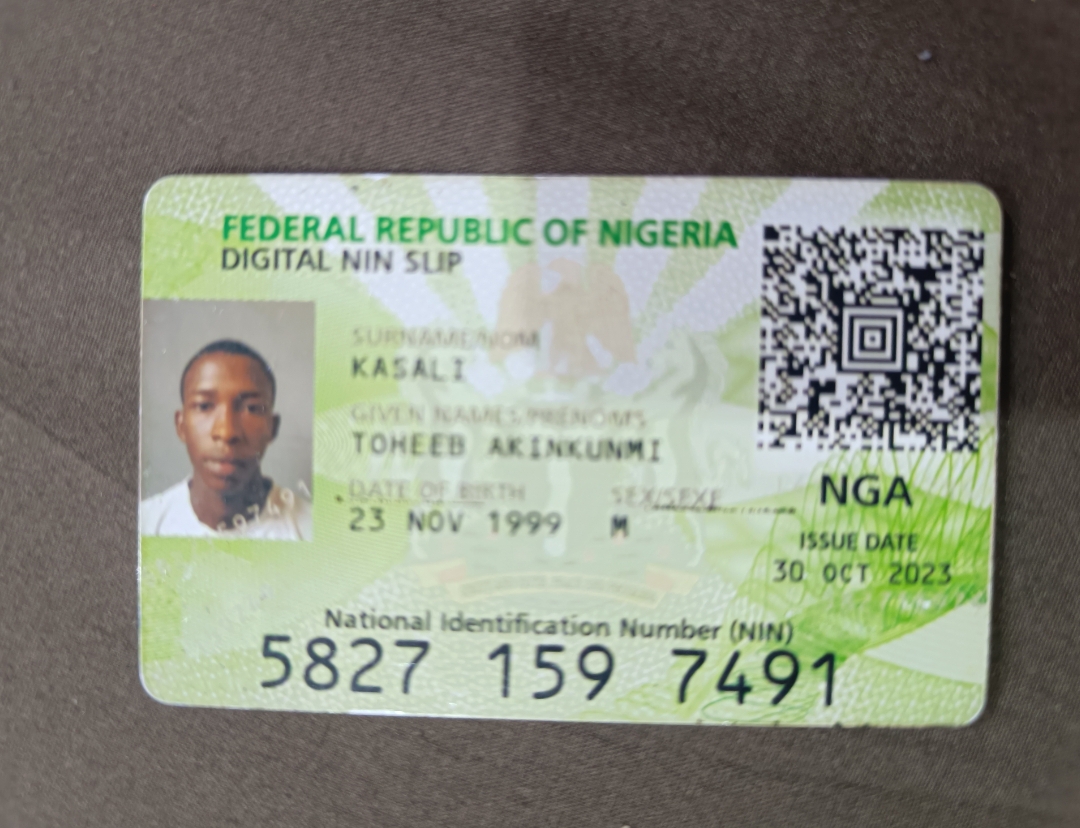 FEDERAL REPUBLIC OF NIGERIA
DIGITAL NIN SLIP
SURNAME/NOM
KASALI
GIVEN NAMES/PRÉNOMS
TOHEEB AKINKUNMI
DATE OF BIRTH
SEX/SEXE
23 NOV 1999
M
NGA
ISSUE DATE
30 OCT 2023
National Identification Number (NIN)
5827 159 7491